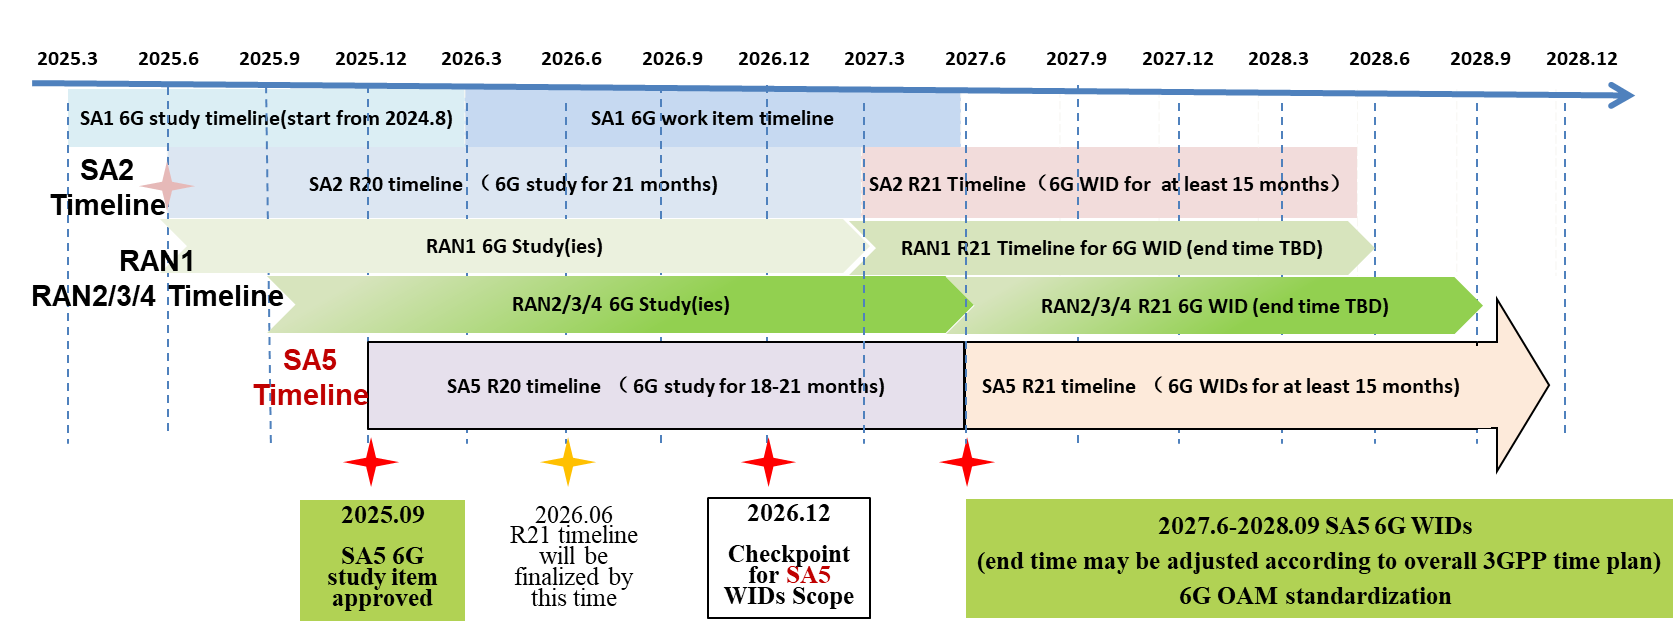 2025.3 2025.6 2025.9 2025.12 2026.3 2026.6 2026.9 2026.12 2027.3 2027.6 2027.9 2027.12 2028.3 2028.6 2028.9 2028.12
SA1 6G study timeline(start from 2024.8)
SA1 6G work item timeline
SA2
Timeline
SA2 R20 timeline （ 6G study for 21 months)
SA2 R21 Timeline（6G WID for at least 15 months）
RAN1
RAN2/3/4 Timeline
RAN1 6G Study(ies)
RAN1 R21 Timeline for 6G WID (end time TBD)
RAN2/3/4 6G Study(ies)
RAN2/3/4 R21 6G WID (end time TBD)
SA5
Timeline
SA5 R20 timeline （ 6G study for 18-21 months)
SA5 R21 timeline （ 6G WIDs for at least 15 months)
2025.09
SA5 6G
study item
approved
2026.06
R21 timeline
will be
finalized by
this time
2026.12
Checkpoint
for SA5
WIDs Scope
2027.6-2028.09 SA5 6G WIDs
(end time may be adjusted according to overall 3GPP time plan)
6G OAM standardization